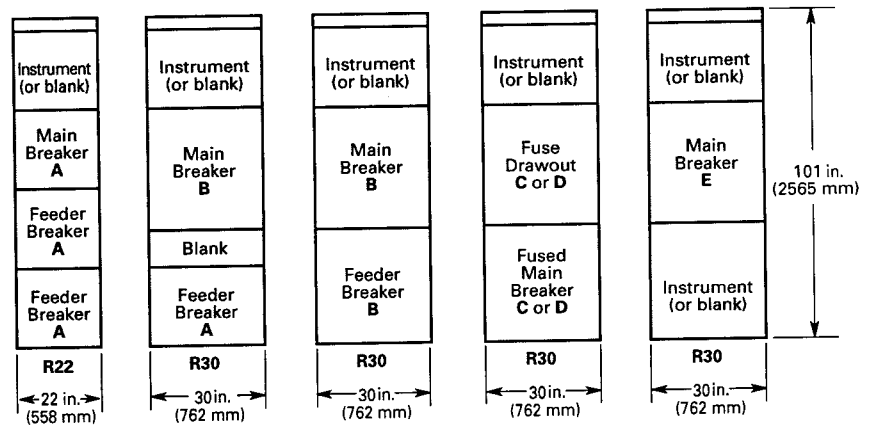 Instrument
(or blank)
Main
Breaker
A
Feeder
Breaker
A
Feeder
Breaker
A
R22
22 in.
(558 mm)
Instrument
(or blank)
Main
Breaker
B
Blank
Feeder
Breaker
A
R30
30in.
(762 mm)
Instrument
(or blank)
Main
Breaker
B
Feeder
Breaker
B
R30
30in.
(762 mm)
Instrument
(or blank)
Fuse
Drawout
C or D
Fused
Main
Breaker
C or D
R30
30in.
(762 mm)
Instrument
(or blank)
Main
Breaker
E
Instrument
(or blank)
R30
30in.
(762 mm)
101 in.
(2565 mm)